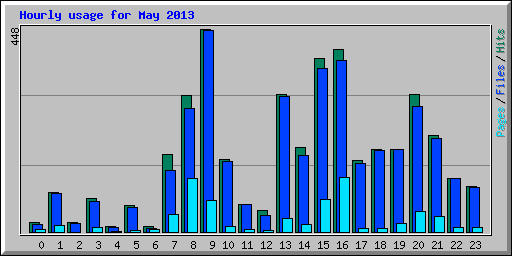 Hourly usage for May 2013
448
Pages / Files / Hits
0 1 2 3 4 5 6 7 8 9 10 11 12 13 14 15 16 17 18 19 20 21 22 23